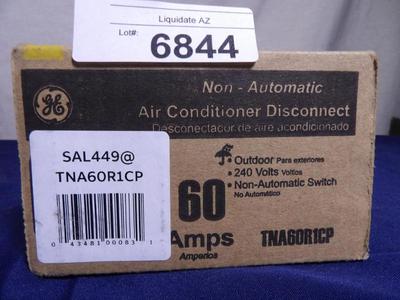 Liquidate AZ
Lot#:
6844
Non - Automatic
GE
Air Conditioner Disconnect
Desconectador de aire acondicionado
SAL449@
TNA60R1CP
0 43481 00083 1
60
Amps
Amperios
Outdoor Para exteriores
• 240 Volts Voltios
• Non-Automatic Switch
No Automático
TNA60R1CP